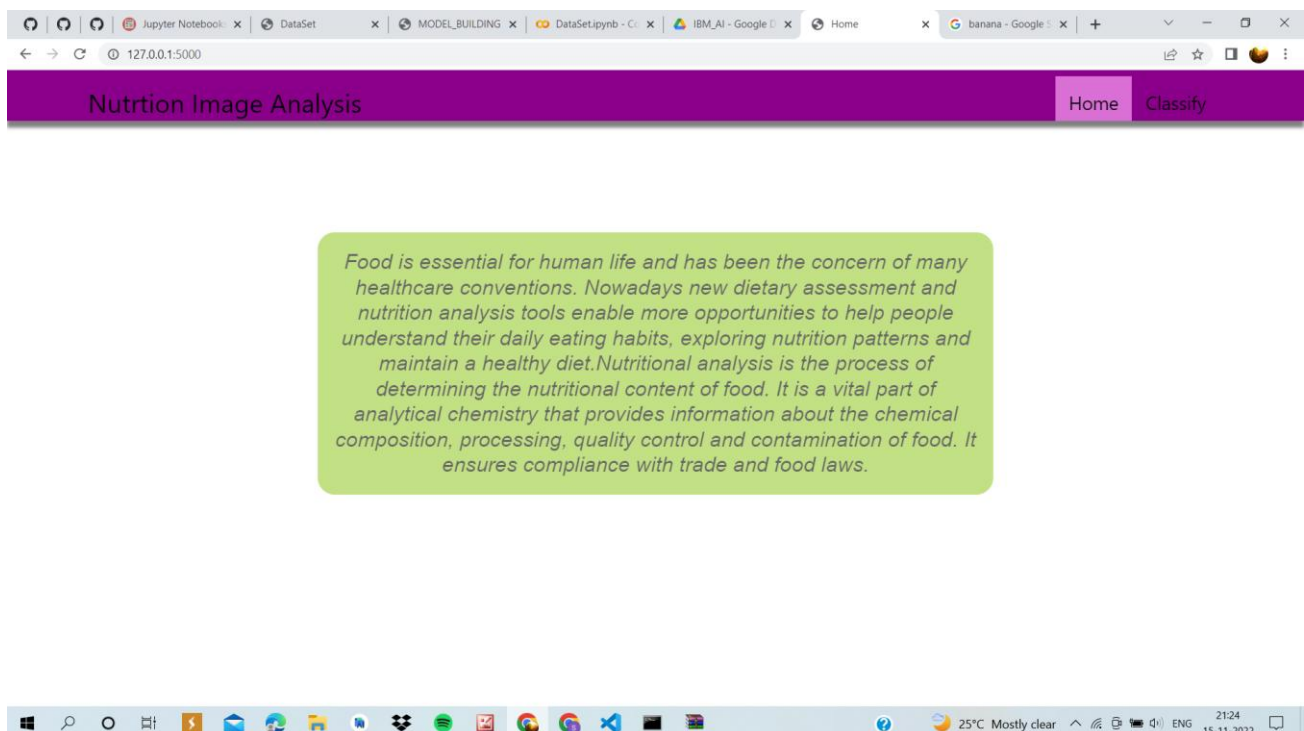 Jupyter Notebook
DataSet
MODEL_BUILDING
DataSet.ipynb - Co
IBM_AI - Google D
Home
banana - Google S
127.0.0.1:5000
Nutrtion Image Analysis
Home
Classify
Food is essential for human life and has been the concern of many
healthcare conventions. Nowadays new dietary assessment and
nutrition analysis tools enable more opportunities to help people
understand their daily eating habits, exploring nutrition patterns and
maintain a healthy diet.Nutritional analysis is the process of
determining the nutritional content of food. It is a vital part of
analytical chemistry that provides information about the chemical
composition, processing, quality control and contamination of food. It
ensures compliance with trade and food laws.
25°C Mostly clear
ENG
21:24
15-11-2022